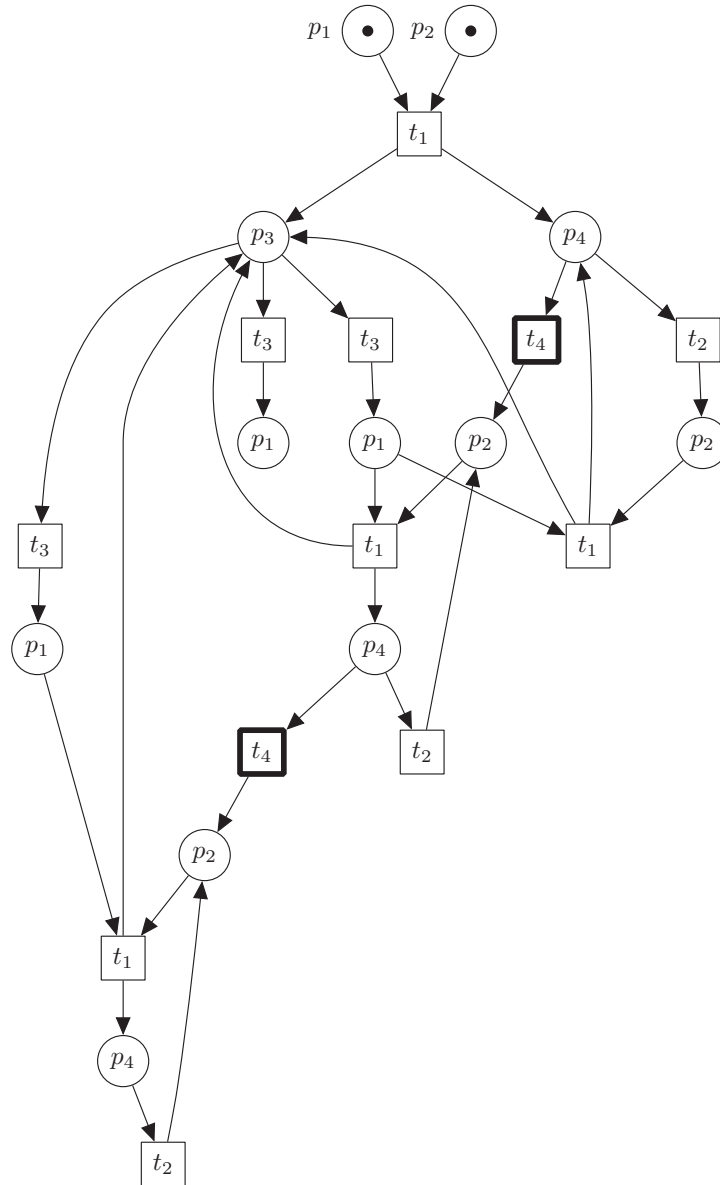 p₁ p₂
t₁
p₃ p₄
t₃ t₃ t₄ t₂
p₁ p₁ p₂ p₂
t₃ t₁ t₁
p₁ p₄
t₄ t₂
p₂
t₁
p₄
t₂